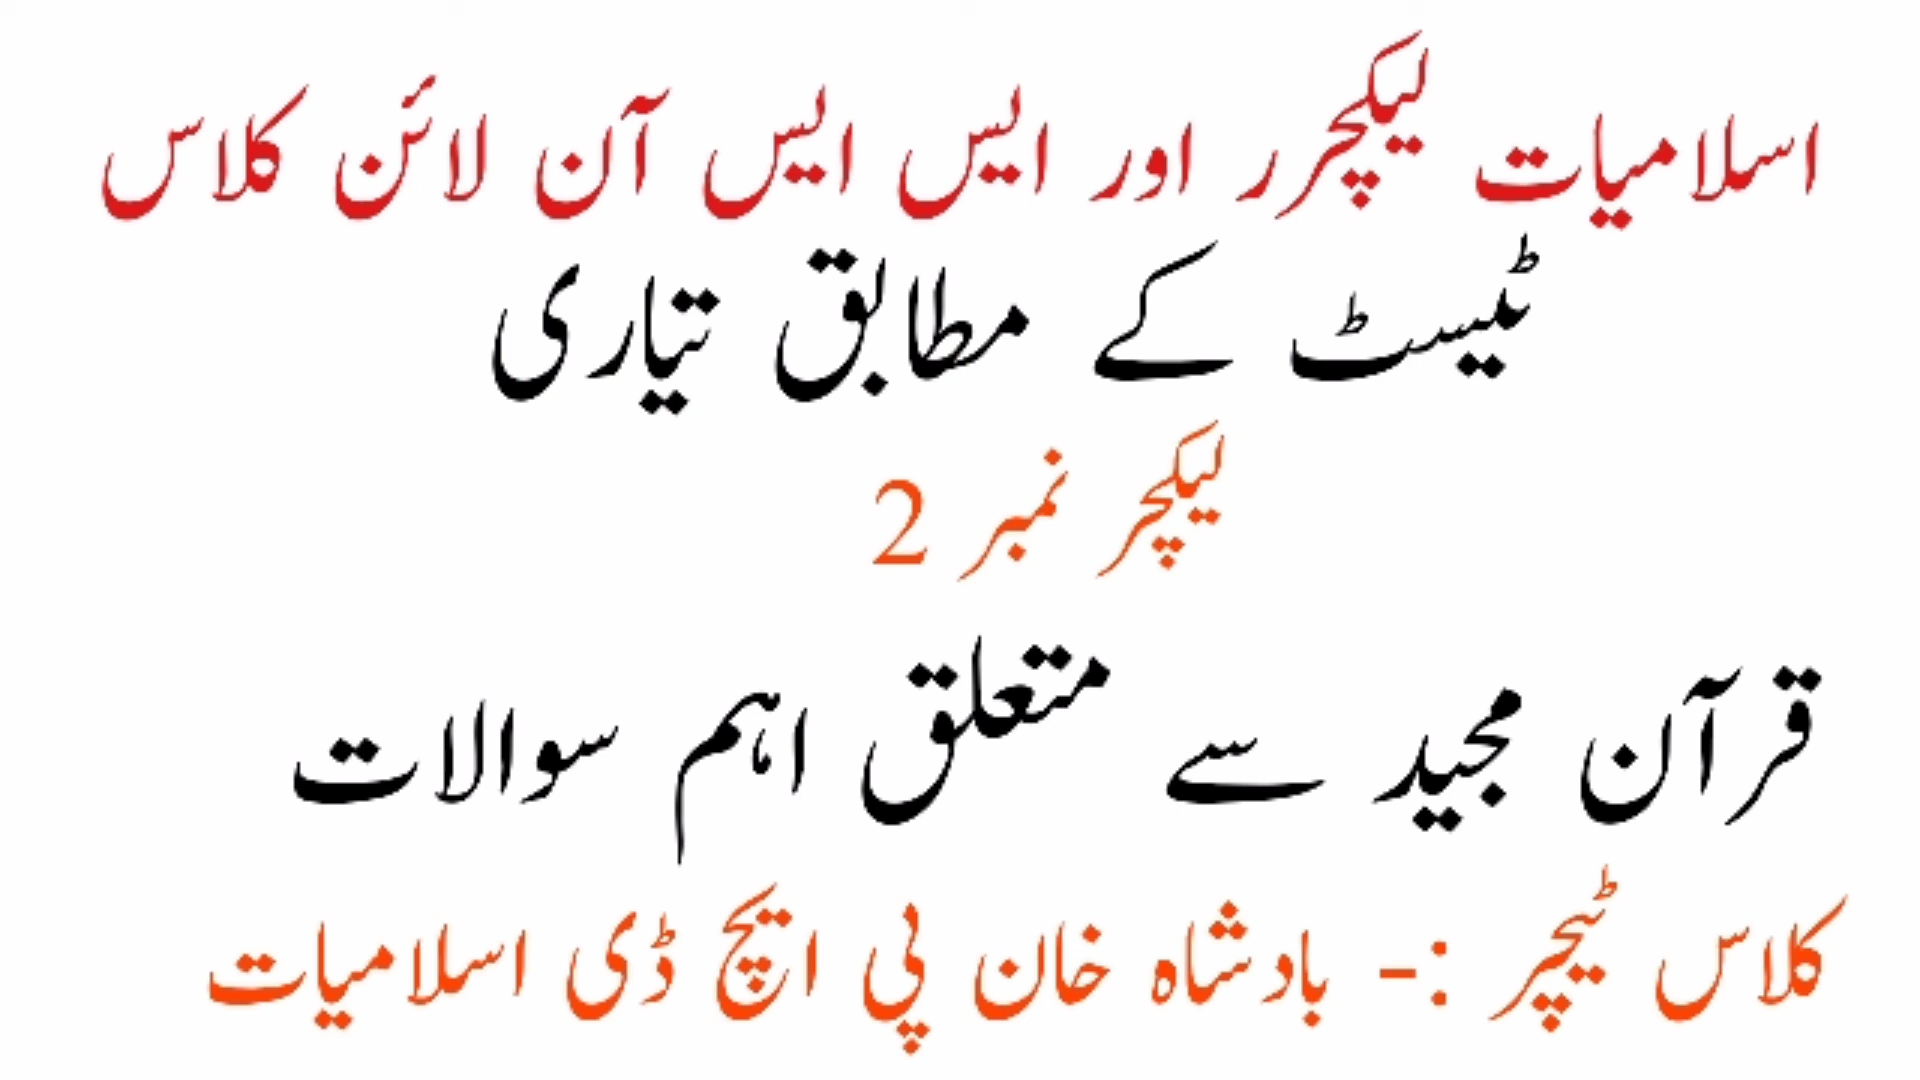 اسلامیات لیکچرر اور ایس ایس آن لائن کلاس
ٹیسٹ کے مطابق تیاری
لیکچر نمبر 2
قرآن مجید سے متعلق اہم سوالات
کلاس ٹیچر :- بادشاہ خان پی ایچ ڈی اسلامیات